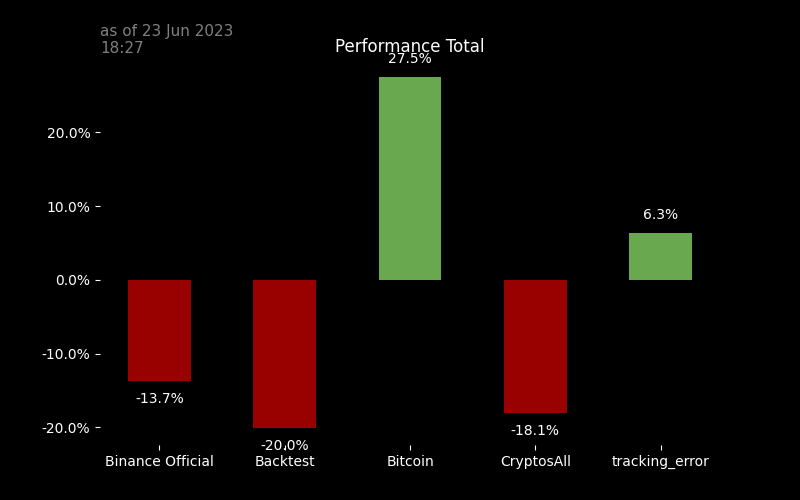 as of 23 Jun 2023
18:27
Performance Total
27.5%
20.0%
10.0%
6.3%
0.0%
-10.0%
-13.7%
-20.0%
-18.1%
-20.0%
Binance Official
Backtest
Bitcoin
CryptosAll
tracking_error